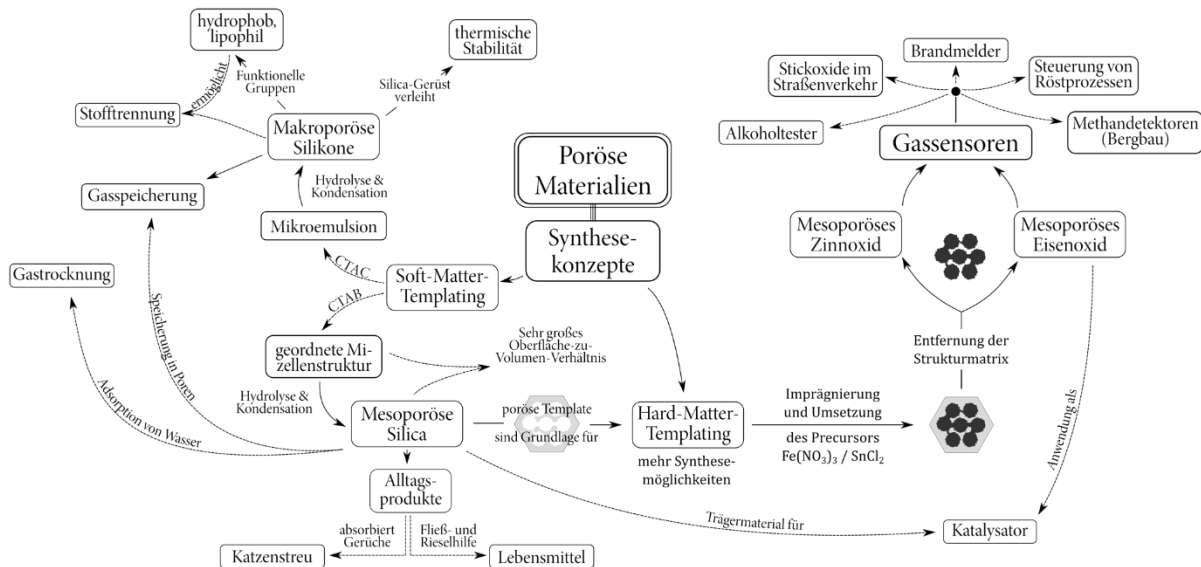 hydrophob,
lipophil
thermische
Stabilität
ermöglicht
Funktionelle
Gruppen
Silica-Gerüst
verleiht
Stofftrennung
Makroporöse
Silikone
Gasspeicherung
Hydrolyse &
Kondensation
Mikroemulsion
Gastrocknung
CTAC
Soft-Matter-
Templating
CTAB
geordnete Mi-
zellenstruktur
Speicherung in Poren
Adsorption von Wasser
Hydrolyse &
Kondensation
Sehr großes
Oberfläche-zu-
Volumen-Verhältnis
Mesoporöse
Silica
poröse Template
sind Grundlage für
Alltags-
produkte
absorbiert
Gerüche
Fließ- und
Rieselhilfe
Katzenstreu
Lebensmittel
Poröse
Materialien
Synthese-
konzepte
Hard-Matter-
Templating
mehr Synthese-
möglichkeiten
Imprägnierung
und Umsetzung
des Precursors
Fe(NO₃)₃ / SnCl₂
Trägermaterial für
Katalysator
Anwendung als
Entfernung der
Strukturmatrix
Mesoporöses
Zinnoxid
Mesoporöses
Eisenoxid
Gassensoren
Alkoholtester
Stickoxide im
Straßenverkehr
Brandmelder
Steuerung von
Röstprozessen
Methandetektoren
(Bergbau)